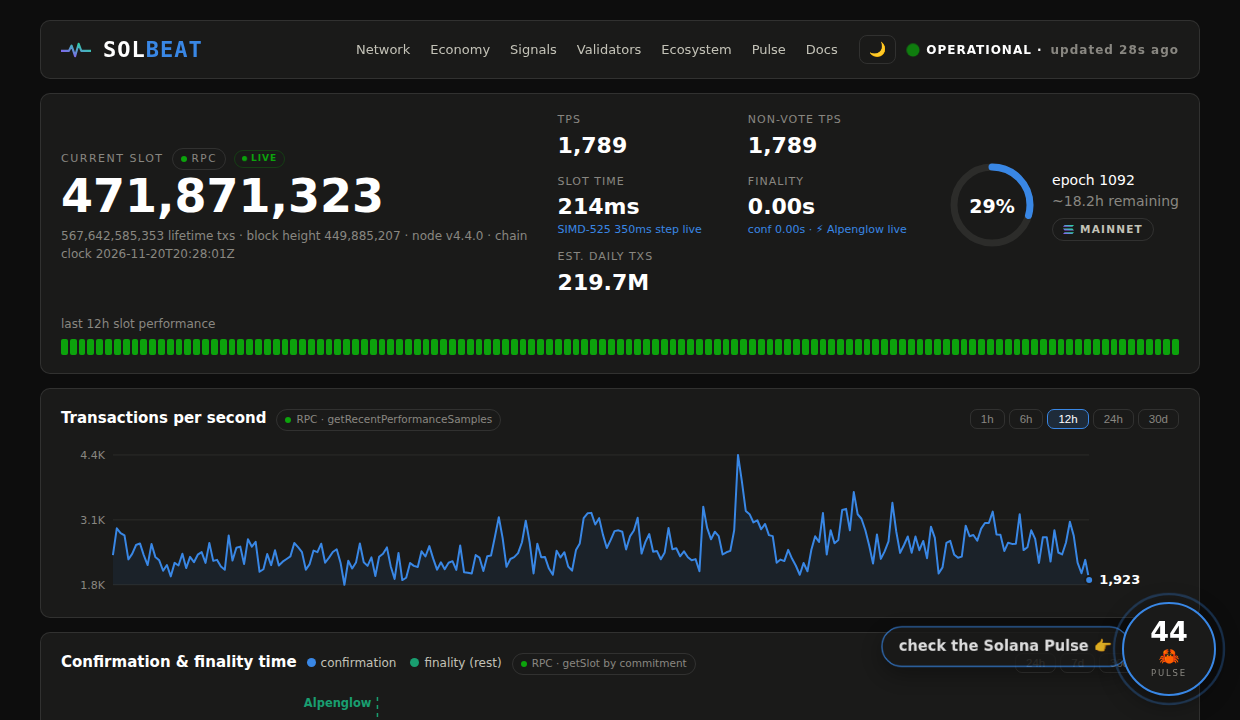 SOLBEAT
Network Economy Signals Validators Ecosystem Pulse Docs 🌙 OPERATIONAL · updated 28s ago
CURRENT SLOT RPC LIVE
471,871,323
567,642,585,353 lifetime txs · block height 449,885,207 · node v4.4.0 · chain
clock 2026-11-20T20:28:01Z
TPS
1,789
NON-VOTE TPS
1,789
SLOT TIME
214ms
SIMD-525 350ms step live
FINALITY
0.00s
conf 0.00s · ⚡ Alpenglow live
EST. DAILY TXS
219.7M
29%
epoch 1092
~18.2h remaining
MAINNET
last 12h slot performance
Transactions per second RPC · getRecentPerformanceSamples
1h 6h 12h 24h 30d
4.4K
3.1K
1.8K
1,923
Confirmation & finality time confirmation finality (rest) RPC · getSlot by commitment
24h 7d
Alpenglow
check the Solana Pulse 👉
44
🦀
PULSE